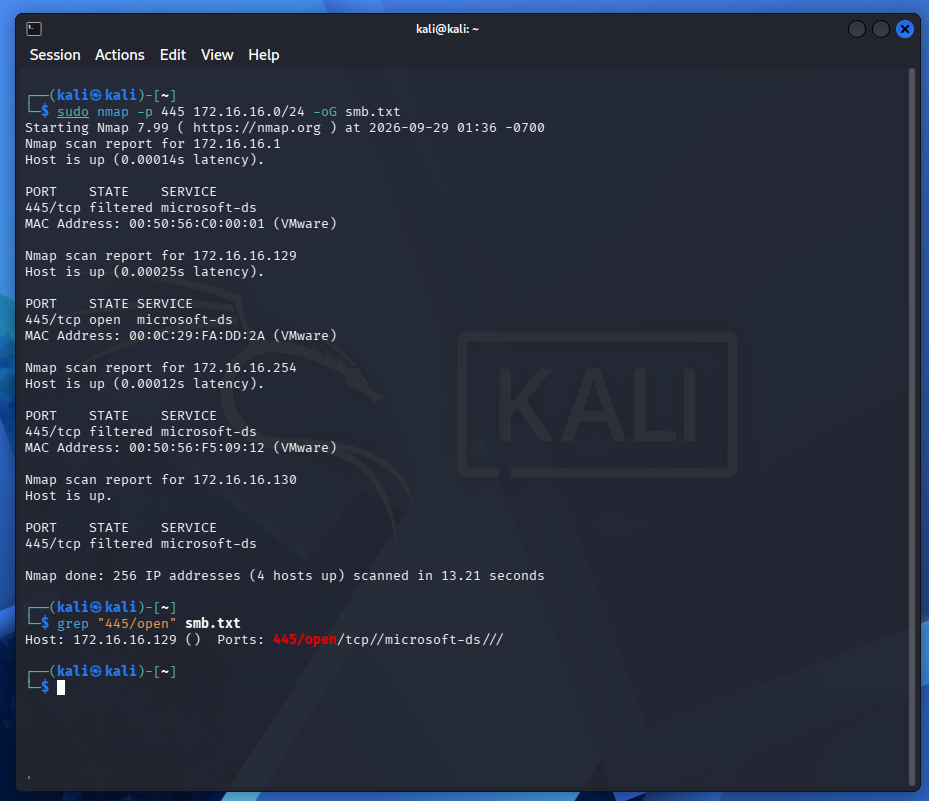 kali@kali: ~
Session Actions Edit View Help
┌──(kali㉿kali)-[~]
└─$ sudo nmap -p 445 172.16.16.0/24 -oG smb.txt
Starting Nmap 7.99 ( https://nmap.org ) at 2026-09-29 01:36 -0700
Nmap scan report for 172.16.16.1
Host is up (0.00014s latency).
PORT    STATE    SERVICE
445/tcp filtered microsoft-ds
MAC Address: 00:50:56:C0:00:01 (VMware)
Nmap scan report for 172.16.16.129
Host is up (0.00025s latency).
PORT    STATE SERVICE
445/tcp open  microsoft-ds
MAC Address: 00:0C:29:FA:DD:2A (VMware)
Nmap scan report for 172.16.16.254
Host is up (0.00012s latency).
PORT    STATE    SERVICE
445/tcp filtered microsoft-ds
MAC Address: 00:50:56:F5:09:12 (VMware)
Nmap scan report for 172.16.16.130
Host is up.
PORT    STATE    SERVICE
445/tcp filtered microsoft-ds
Nmap done: 256 IP addresses (4 hosts up) scanned in 13.21 seconds
┌──(kali㉿kali)-[~]
└─$ grep "445/open" smb.txt
Host: 172.16.16.129 ()  Ports: 445/open/tcp//microsoft-ds///
┌──(kali㉿kali)-[~]
└─$
KALI